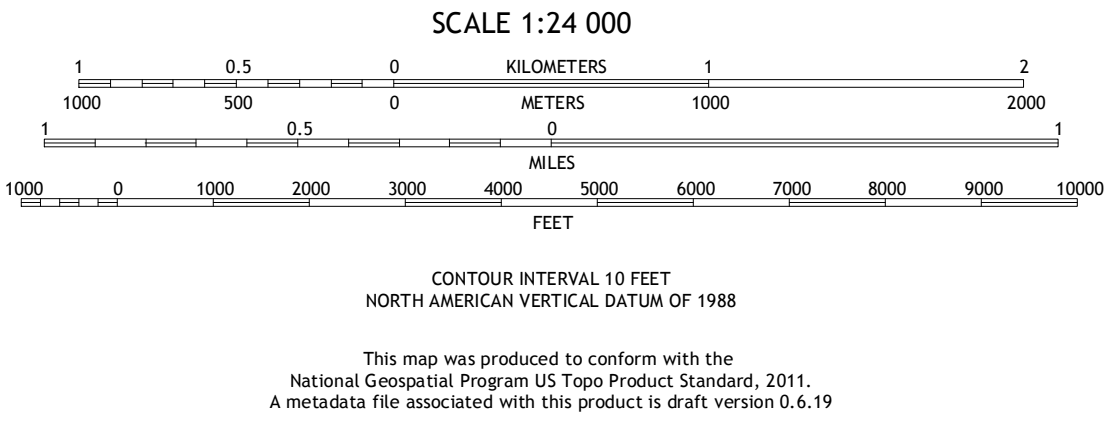 SCALE 1:24 000
1 0.5 0 KILOMETERS 1 2
1000 500 0 METERS 1000 2000
1 0.5 0 1
MILES
1000 0 1000 2000 3000 4000 5000 6000 7000 8000 9000 10000
FEET
CONTOUR INTERVAL 10 FEET
NORTH AMERICAN VERTICAL DATUM OF 1988
This map was produced to conform with the
National Geospatial Program US Topo Product Standard, 2011.
A metadata file associated with this product is draft version 0.6.19